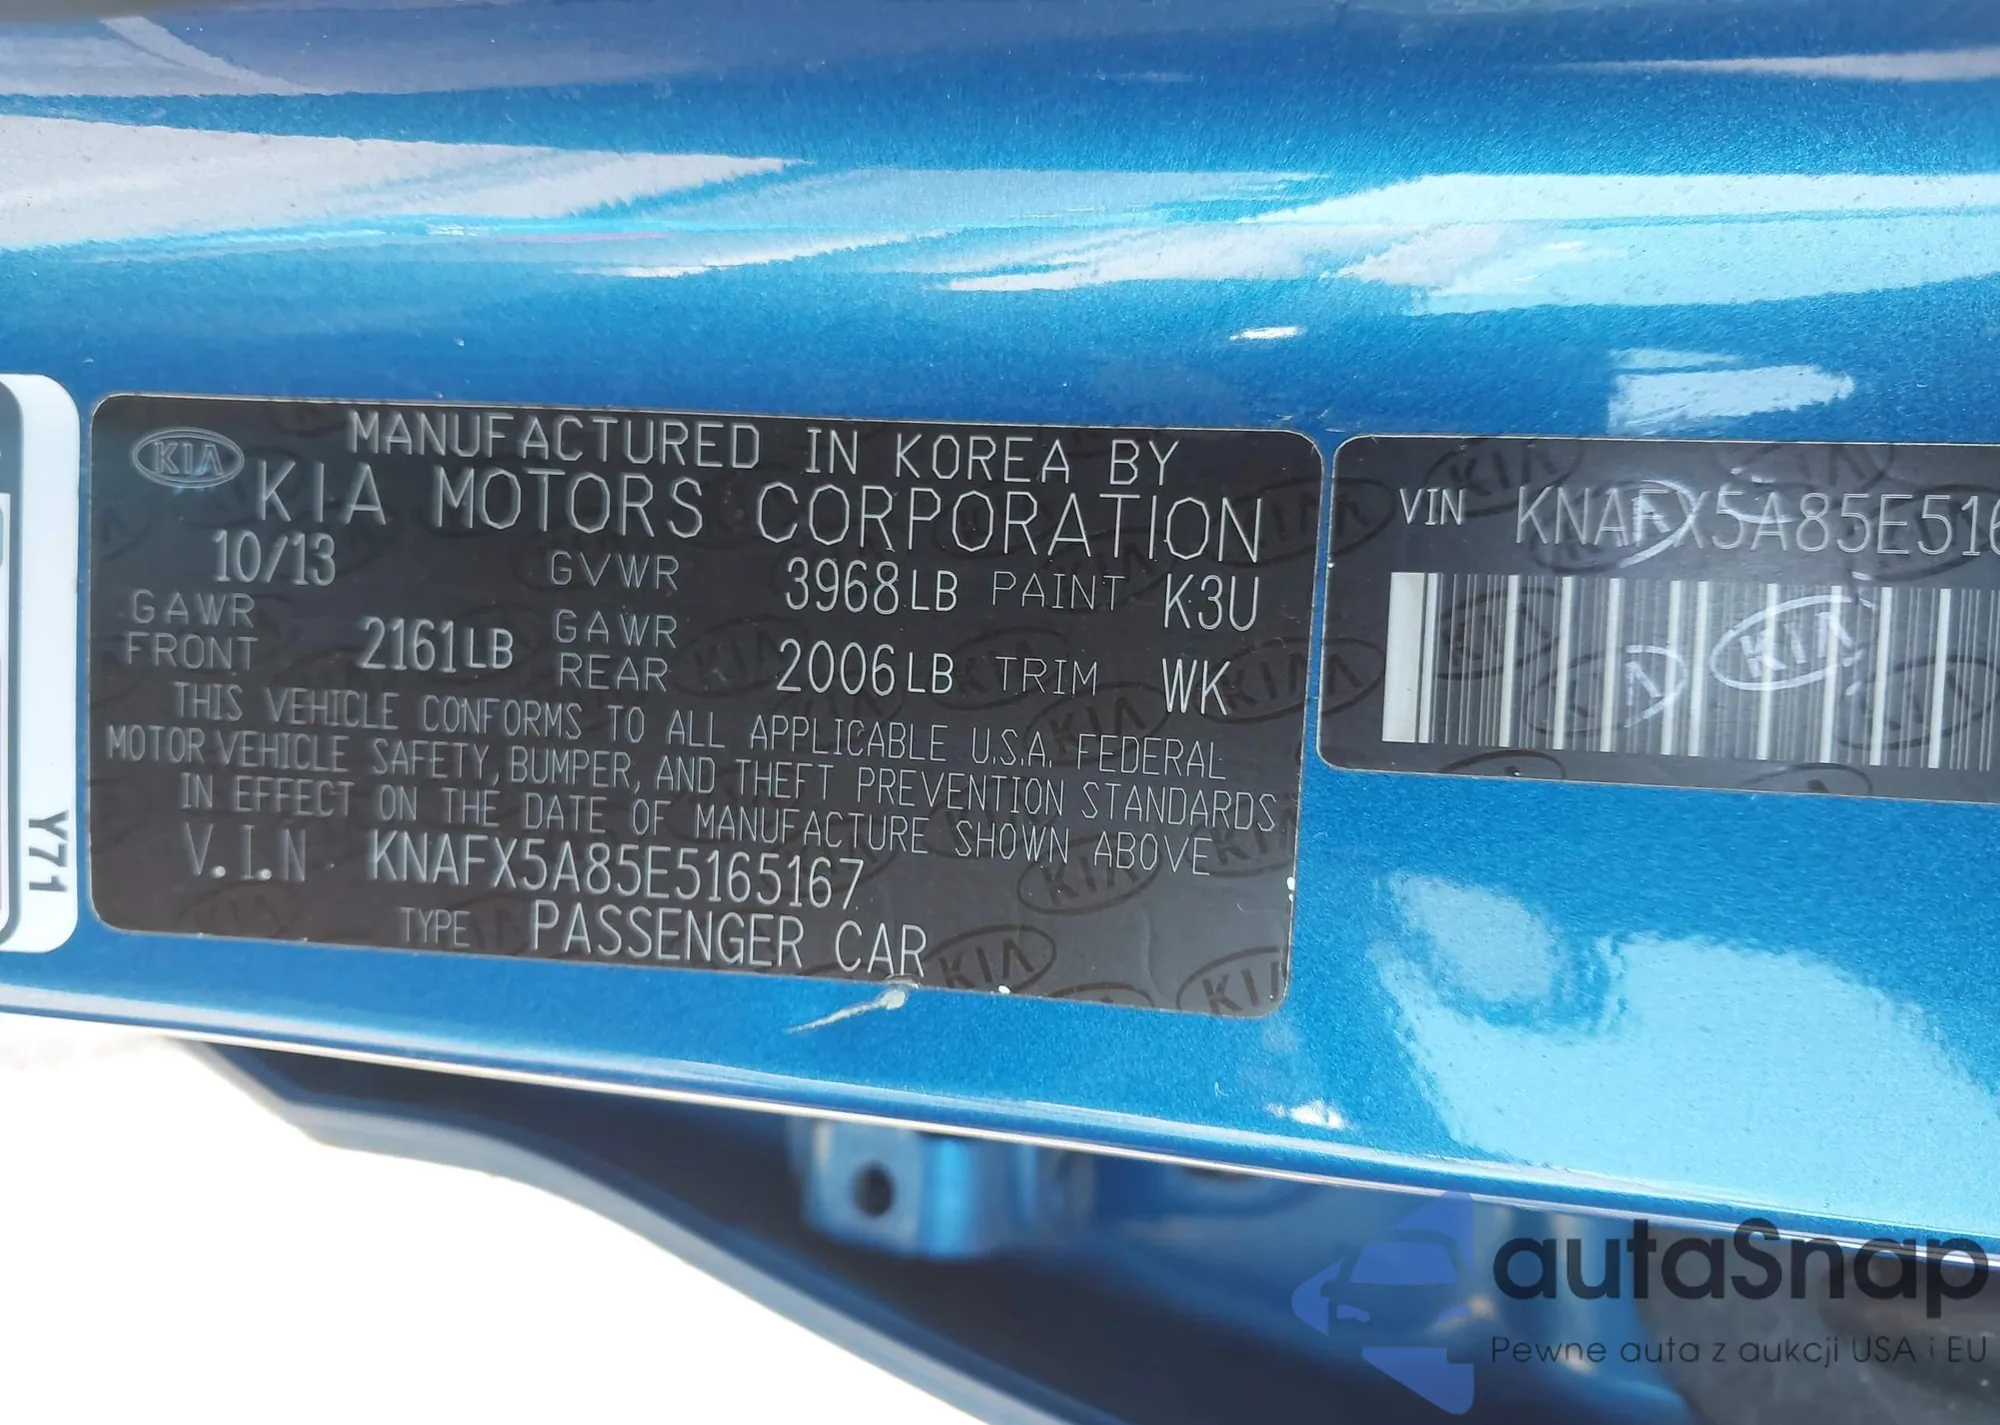 KIA
MANUFACTURED IN KOREA BY
KIA MOTORS CORPORATION
10/13 GVWR 3968LB PAINT K3U
GAWR FRONT 2161LB GAWR REAR 2006LB TRIM WK
THIS VEHICLE CONFORMS TO ALL APPLICABLE U.S.A. FEDERAL
MOTOR VEHICLE SAFETY, BUMPER, AND THEFT PREVENTION STANDARDS
IN EFFECT ON THE DATE OF MANUFACTURE SHOWN ABOVE
V.I.N KNAFX5A85E5165167
TYPE PASSENGER CAR
VIN KNAFX5A85E516
KIA
Y71
autaSnap
Pewne auta z aukcji USA i EU